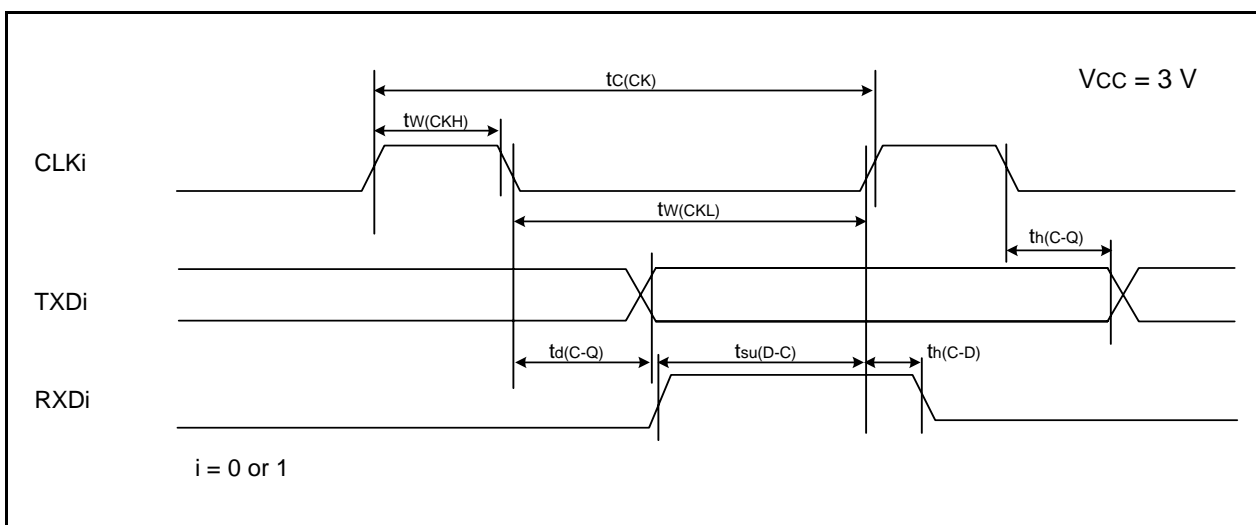 tC(CK)
VCC = 3 V
tW(CKH)
CLKi
tW(CKL)
th(C-Q)
TXDi
td(C-Q)
tsu(D-C)
th(C-D)
RXDi
i = 0 or 1